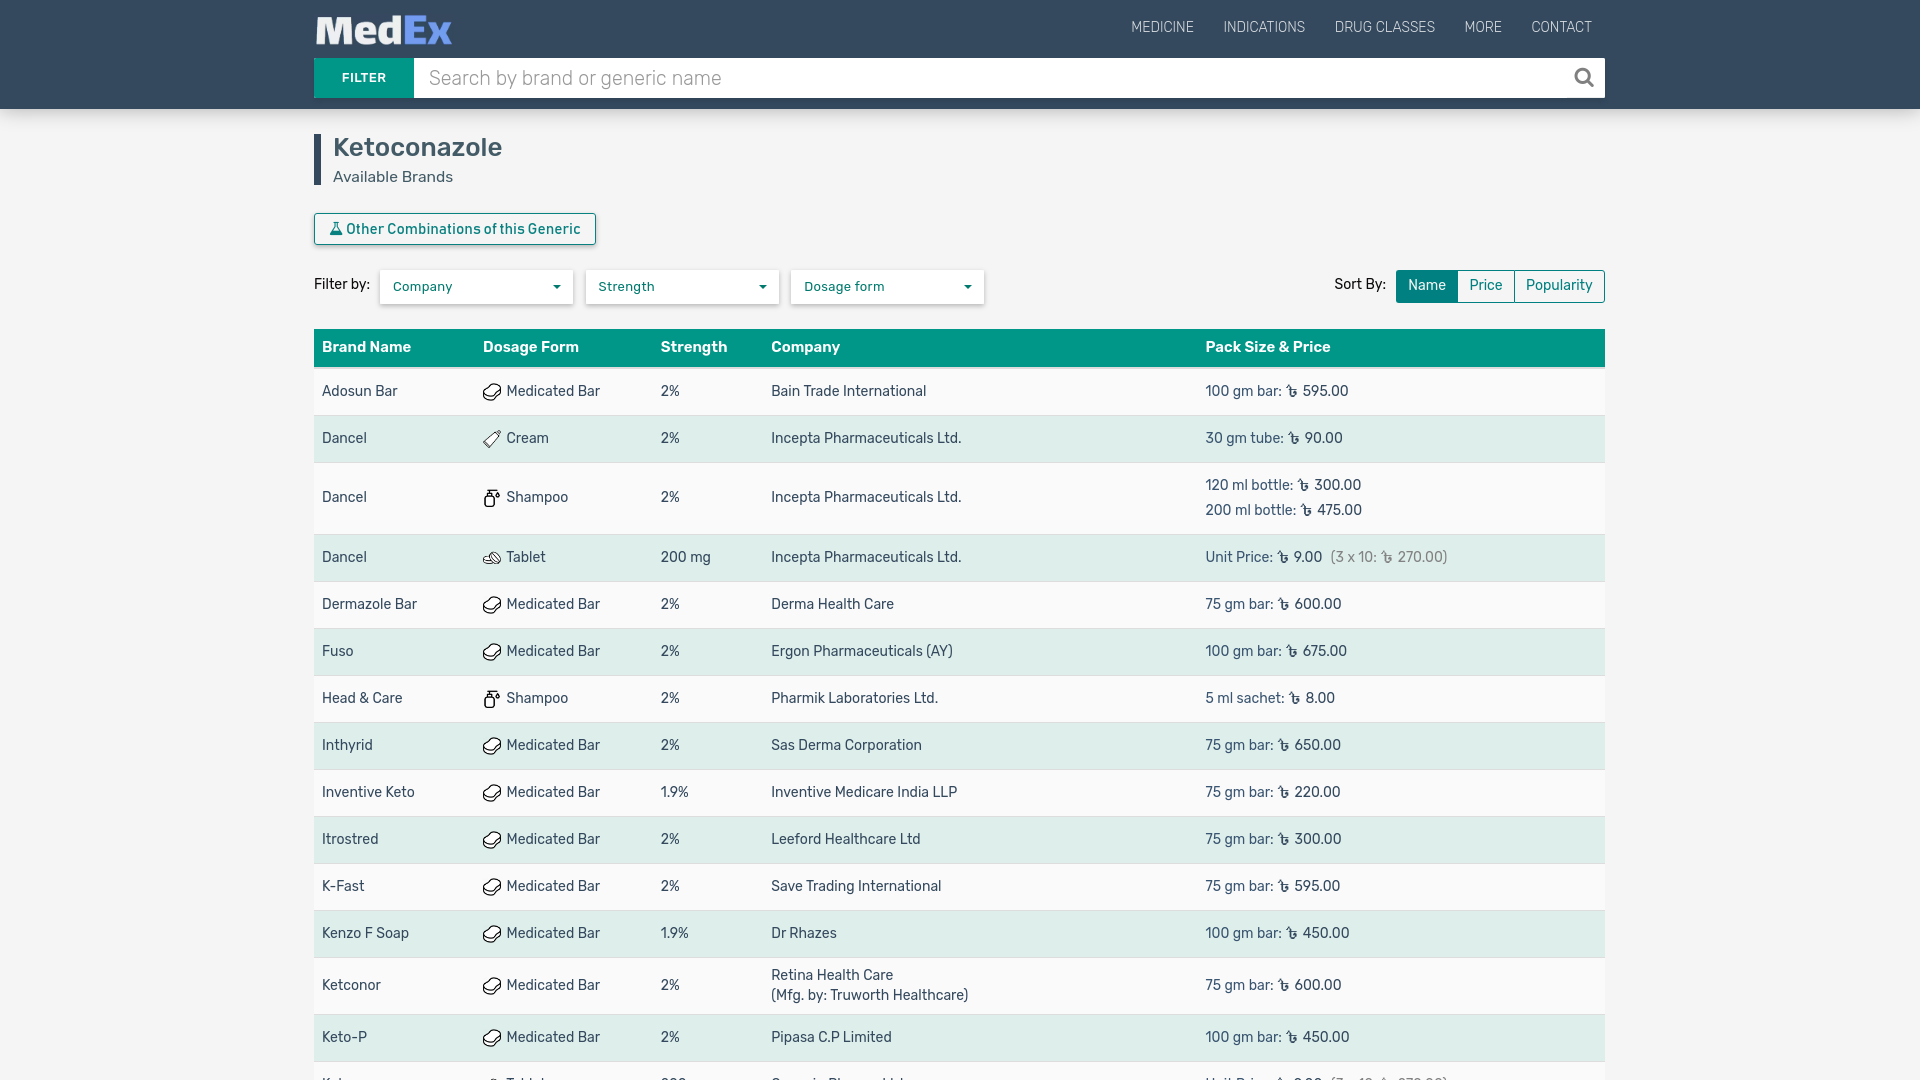 MedEx
MEDICINE INDICATIONS DRUG CLASSES MORE CONTACT
FILTER Search by brand or generic name
Ketoconazole
Available Brands
Other Combinations of this Generic
Filter by: Company Strength Dosage form Sort By: Name Price Popularity
Brand Name Dosage Form Strength Company Pack Size & Price
Adosun Bar Medicated Bar 2% Bain Trade International 100 gm bar: ৳ 595.00
Dancel Cream 2% Incepta Pharmaceuticals Ltd. 30 gm tube: ৳ 90.00
Dancel Shampoo 2% Incepta Pharmaceuticals Ltd. 120 ml bottle: ৳ 300.00
200 ml bottle: ৳ 475.00
Dancel Tablet 200 mg Incepta Pharmaceuticals Ltd. Unit Price: ৳ 9.00 (3 x 10: ৳ 270.00)
Dermazole Bar Medicated Bar 2% Derma Health Care 75 gm bar: ৳ 600.00
Fuso Medicated Bar 2% Ergon Pharmaceuticals (AY) 100 gm bar: ৳ 675.00
Head & Care Shampoo 2% Pharmik Laboratories Ltd. 5 ml sachet: ৳ 8.00
Inthyrid Medicated Bar 2% Sas Derma Corporation 75 gm bar: ৳ 650.00
Inventive Keto Medicated Bar 1.9% Inventive Medicare India LLP 75 gm bar: ৳ 220.00
Itrostred Medicated Bar 2% Leeford Healthcare Ltd 75 gm bar: ৳ 300.00
K-Fast Medicated Bar 2% Save Trading International 75 gm bar: ৳ 595.00
Kenzo F Soap Medicated Bar 1.9% Dr Rhazes 100 gm bar: ৳ 450.00
Ketconor Medicated Bar 2% Retina Health Care
(Mfg. by: Truworth Healthcare) 75 gm bar: ৳ 600.00
Keto-P Medicated Bar 2% Pipasa C.P Limited 100 gm bar: ৳ 450.00